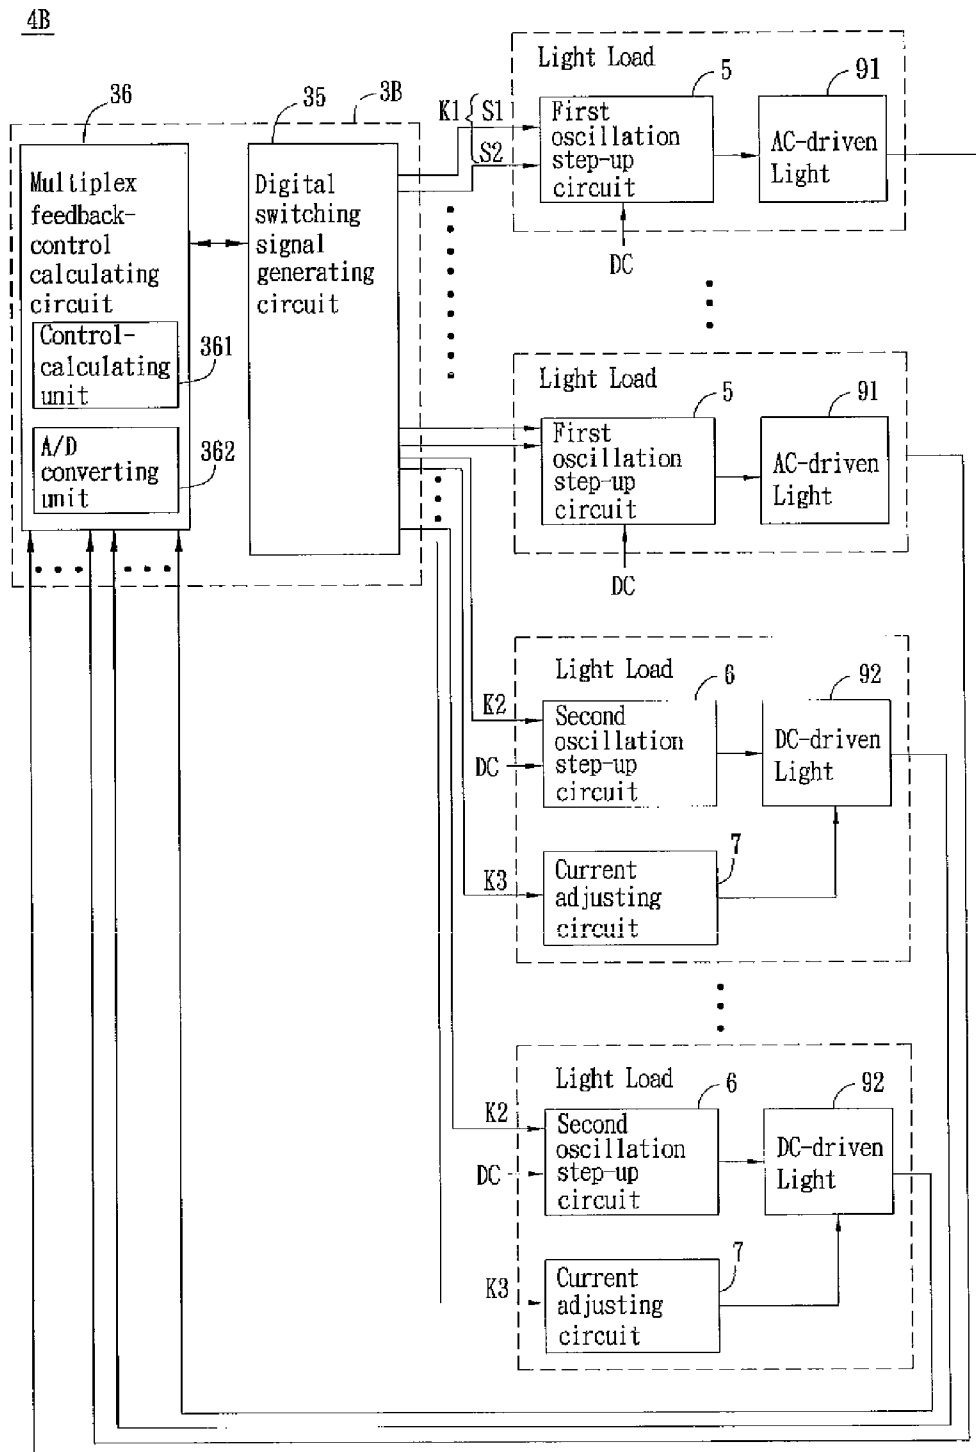 4B
36
35
3B
Multiplex
feedback-
control
calculating
circuit
Control-
calculating
unit
361
A/D
converting
unit
362
Digital
switching
signal
generating
circuit
K1 { S1
S2
Light Load
5
91
First
oscillation
step-up
circuit
AC-driven
Light
DC
Light Load
5
91
First
oscillation
step-up
circuit
AC-driven
Light
DC
Light Load
6
92
K2
DC
Second
oscillation
step-up
circuit
DC-driven
Light
7
K3
Current
adjusting
circuit
Light Load
6
92
K2
DC
Second
oscillation
step-up
circuit
DC-driven
Light
7
K3
Current
adjusting
circuit